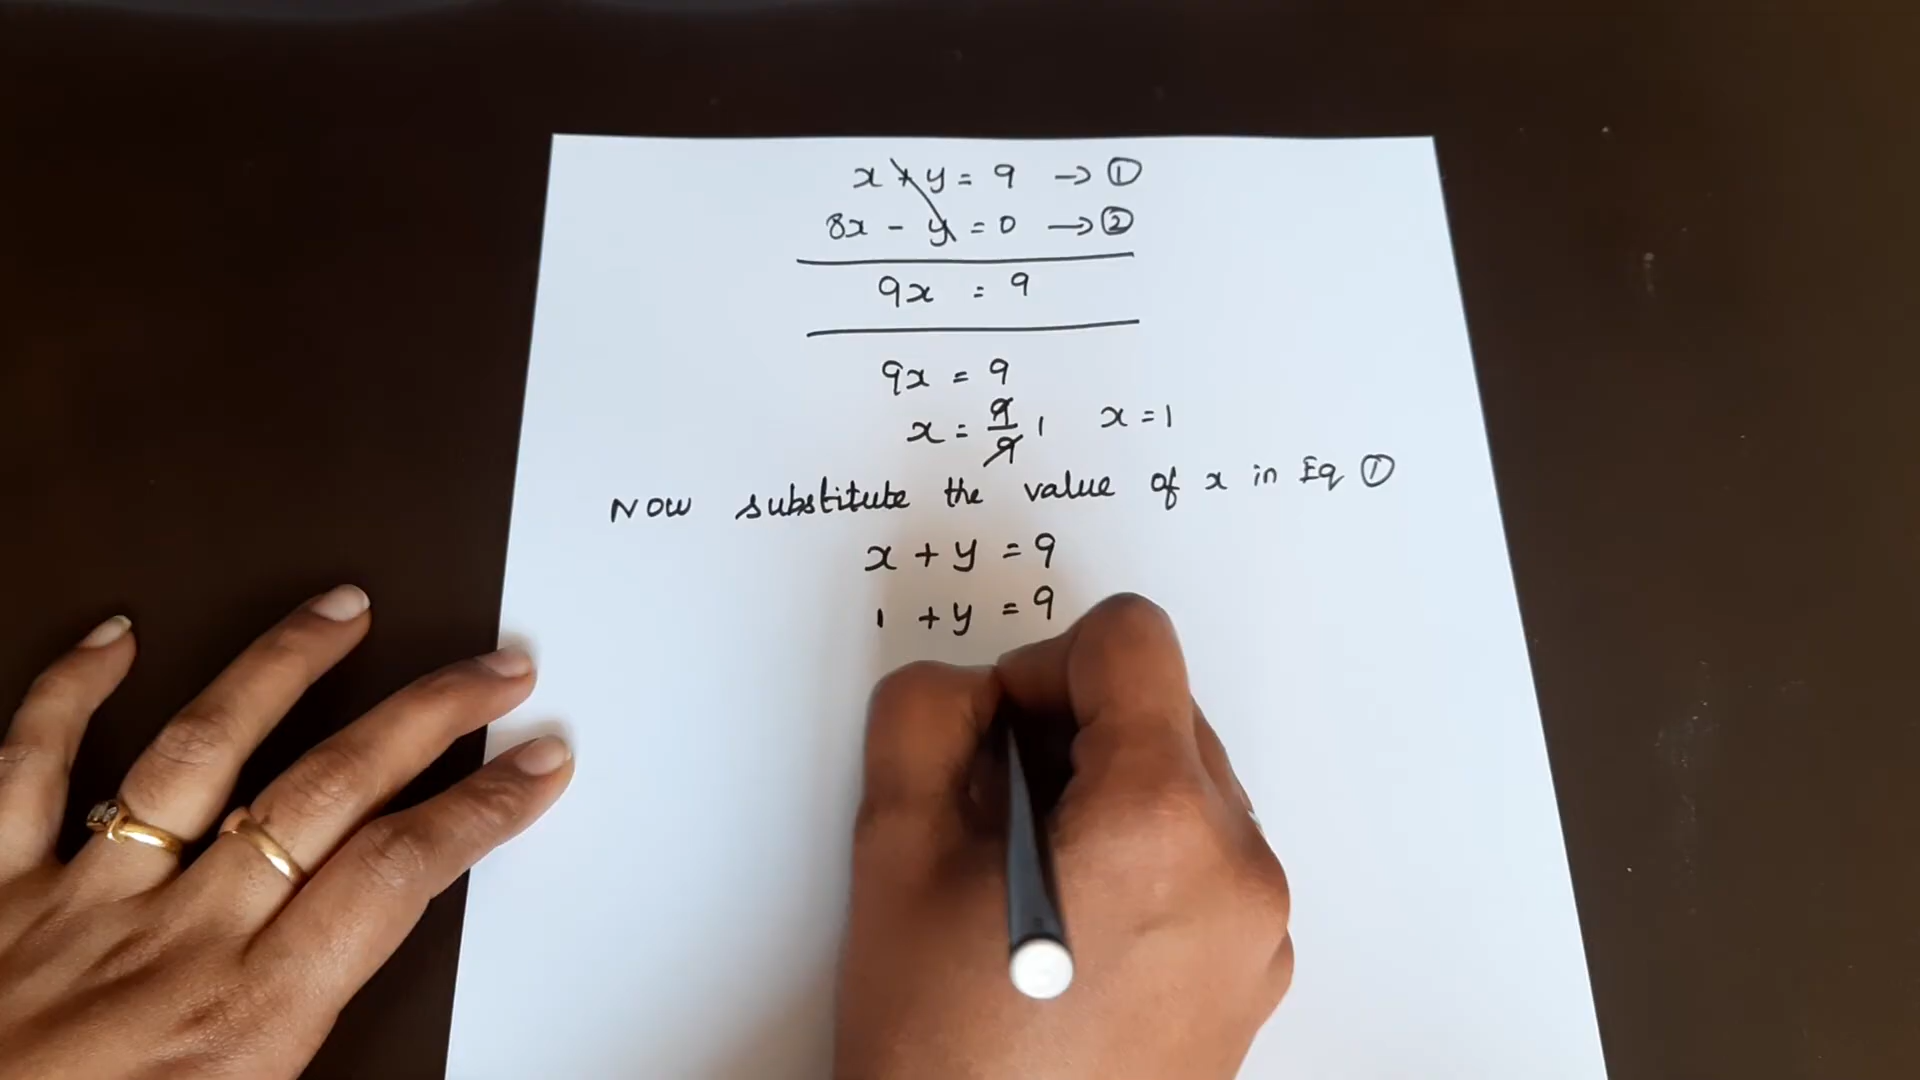 x + y = 9 → ①
8x - y = 0 → ②
9x = 9
9x = 9
x = 9/9 1 x = 1
NOW substitute the value of x in Eq ①
x + y = 9
1 + y = 9